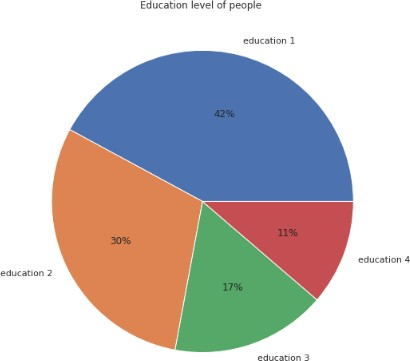 Education level of people
education 1
42%
30%
11%
17%
education 2
education 4
education 3